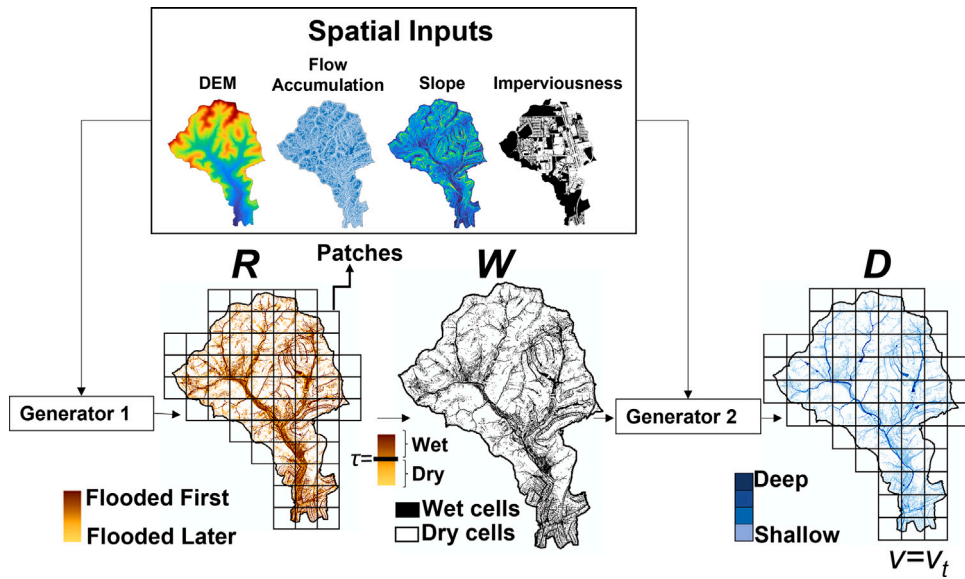 Spatial Inputs
DEM
Flow
Accumulation
Slope
Imperviousness
R
Patches
W
D
Generator 1
Generator 2
τ=
Wet
Dry
Flooded First
Flooded Later
Wet cells
Dry cells
Deep
Shallow
v=vₜ